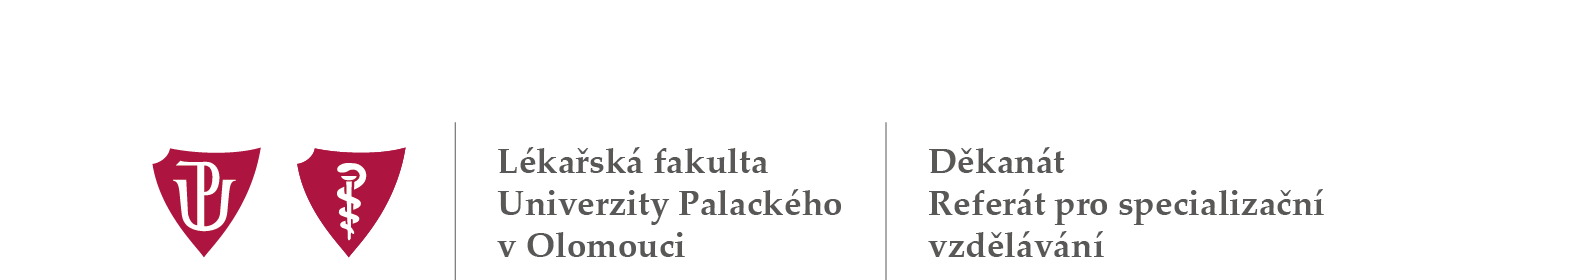 Lékařská fakulta
Univerzity Palackého
v Olomouci
Děkanát
Referát pro specializační
vzdělávání